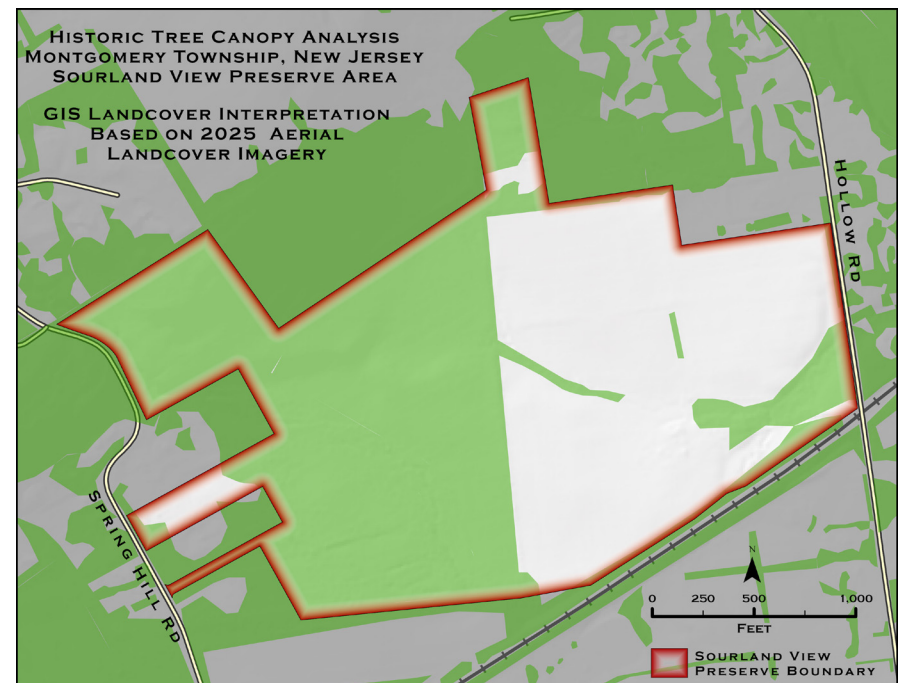 Historic Tree Canopy Analysis
Montgomery Township, New Jersey
Sourland View Preserve Area
GIS Landcover Interpretation
Based on 2025 Aerial
Landcover Imagery
Hollow Rd
Spring Hill Rd
N
0 250 500 1,000
Feet
Sourland View
Preserve Boundary